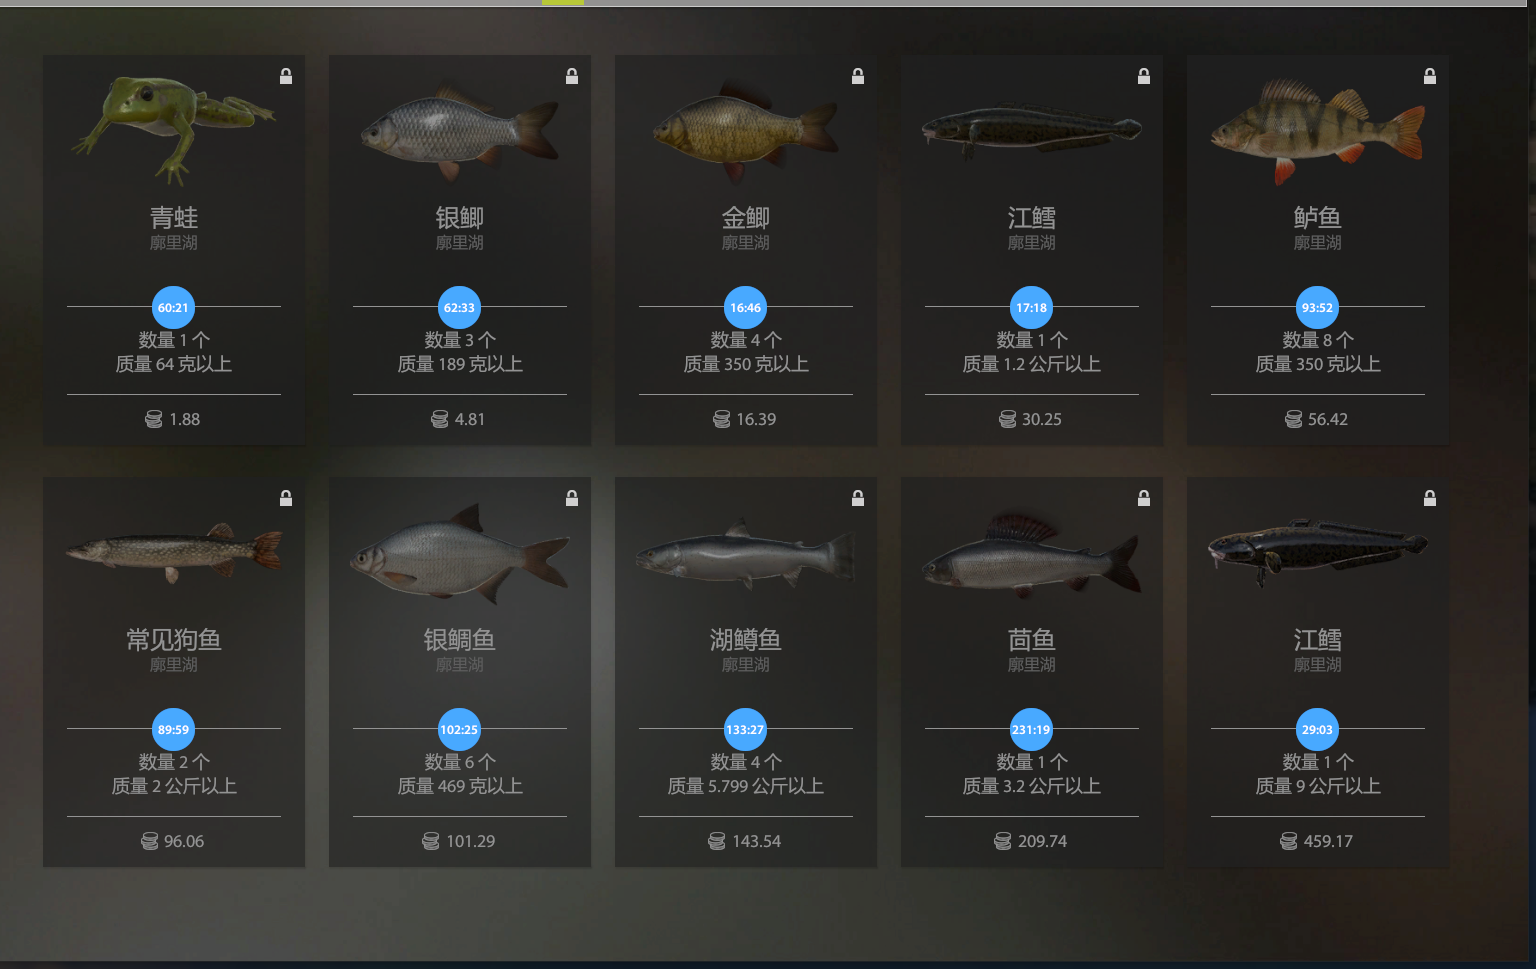 青蛙
廓里湖
60:21
数量 1 个
质量 64 克以上
1.88
银鲫
廓里湖
62:33
数量 3 个
质量 189 克以上
4.81
金鲫
廓里湖
16:46
数量 4 个
质量 350 克以上
16.39
江鳕
廓里湖
17:18
数量 1 个
质量 1.2 公斤以上
30.25
鲈鱼
廓里湖
93:52
数量 8 个
质量 350 克以上
56.42
常见狗鱼
廓里湖
89:59
数量 2 个
质量 2 公斤以上
96.06
银鲷鱼
廓里湖
102:25
数量 6 个
质量 469 克以上
101.29
湖鳟鱼
廓里湖
133:27
数量 4 个
质量 5.799 公斤以上
143.54
茴鱼
廓里湖
231:19
数量 1 个
质量 3.2 公斤以上
209.74
江鳕
廓里湖
29:03
数量 1 个
质量 9 公斤以上
459.17